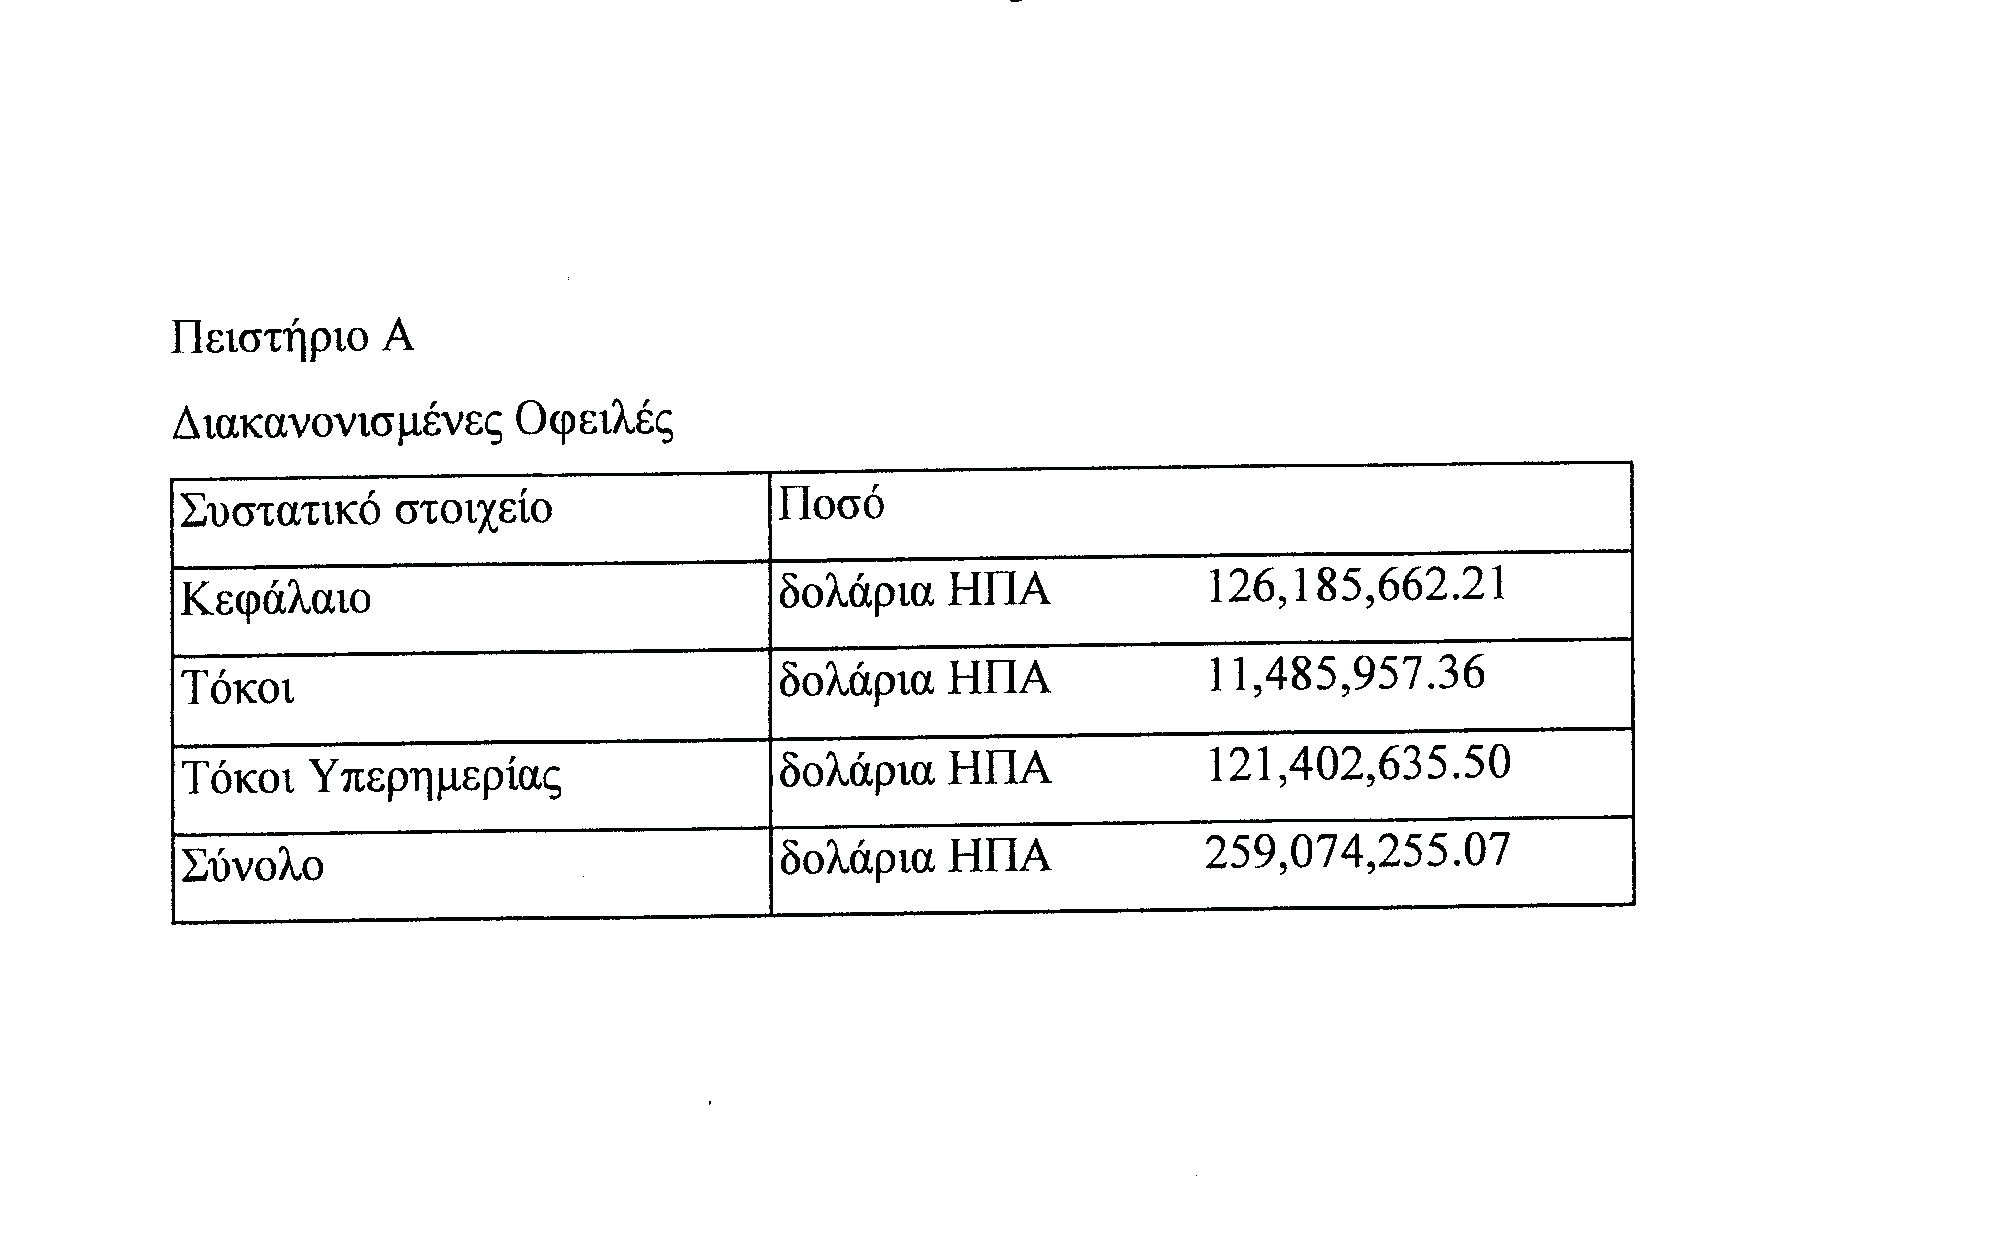 Πειστήριο Α
Διακανονισμένες Οφειλές
Συστατικό στοιχείο Ποσό
Κεφάλαιο δολάρια ΗΠΑ 126,185,662.21
Τόκοι δολάρια ΗΠΑ 11,485,957.36
Τόκοι Υπερημερίας δολάρια ΗΠΑ 121,402,635.50
Σύνολο δολάρια ΗΠΑ 259,074,255.07